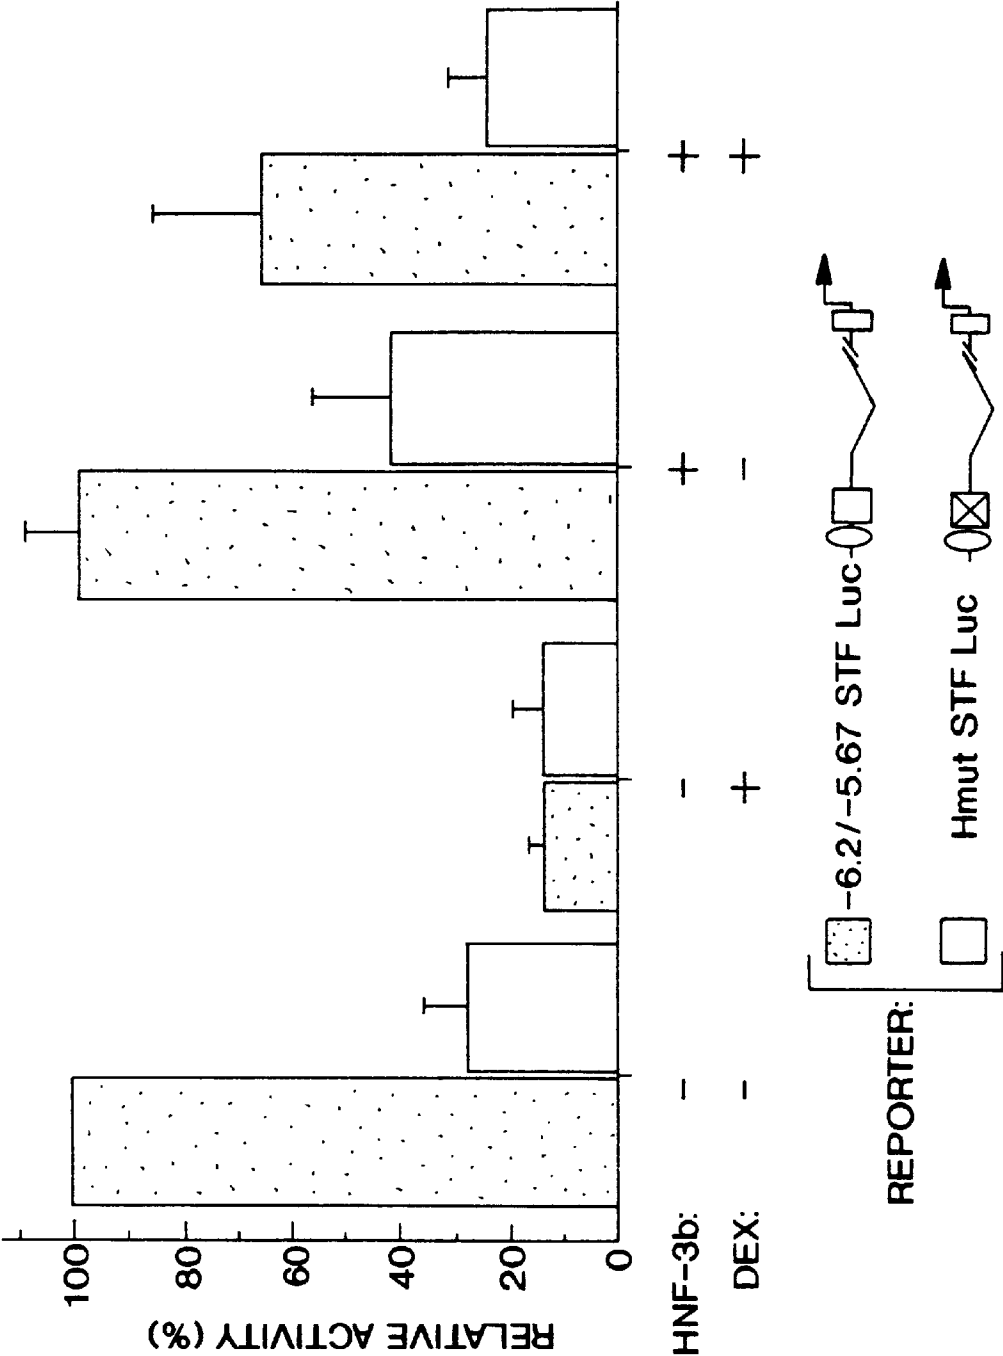 RELATIVE ACTIVITY (%)
100
80
60
40
20
0
HNF-3b: - - + +
DEX: - + - +
REPORTER:
-6.2/-5.67 STF Luc
Hmut STF Luc